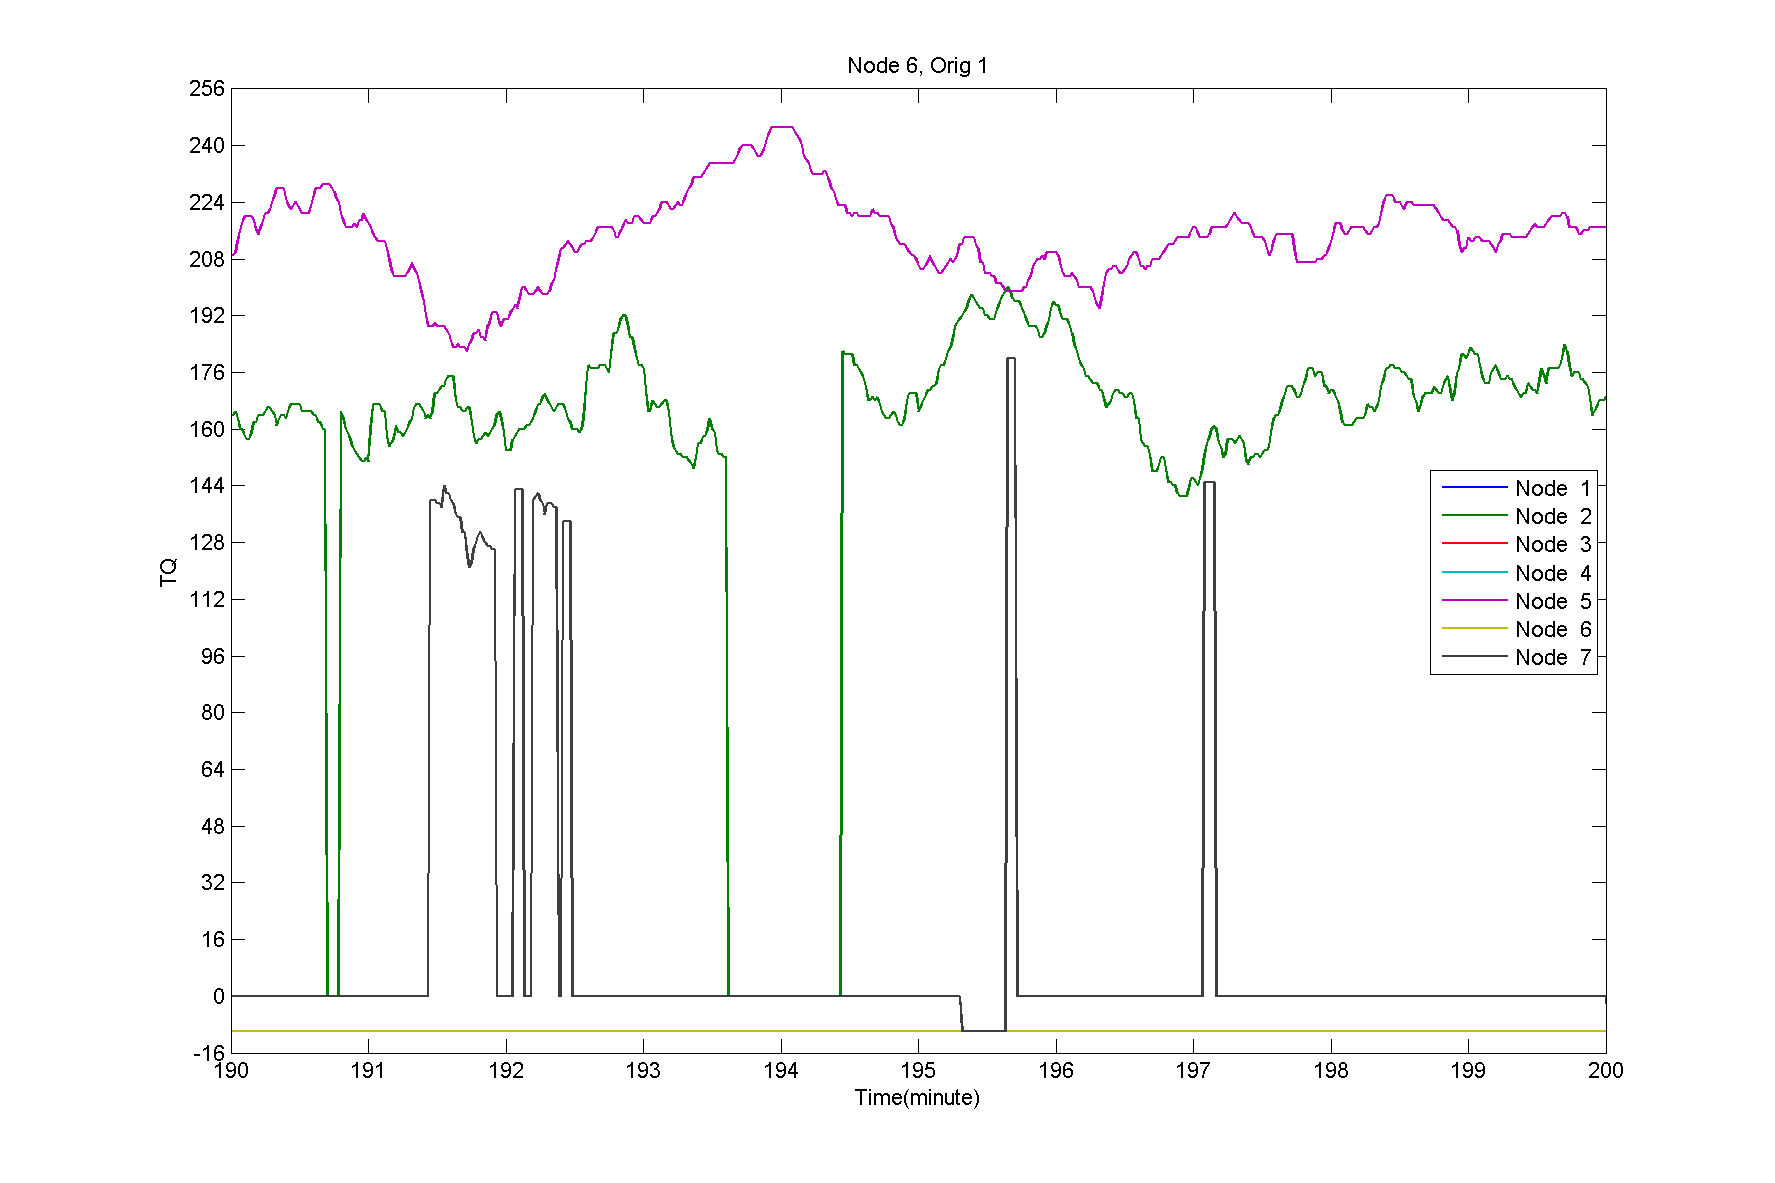 Node 6, Orig 1
256
240
224
208
192
176
160
144
128
112
96
80
64
48
32
16
0
-16
TQ
Node 1
Node 2
Node 3
Node 4
Node 5
Node 6
Node 7
190 191 192 193 194 195 196 197 198 199 200
Time(minute)